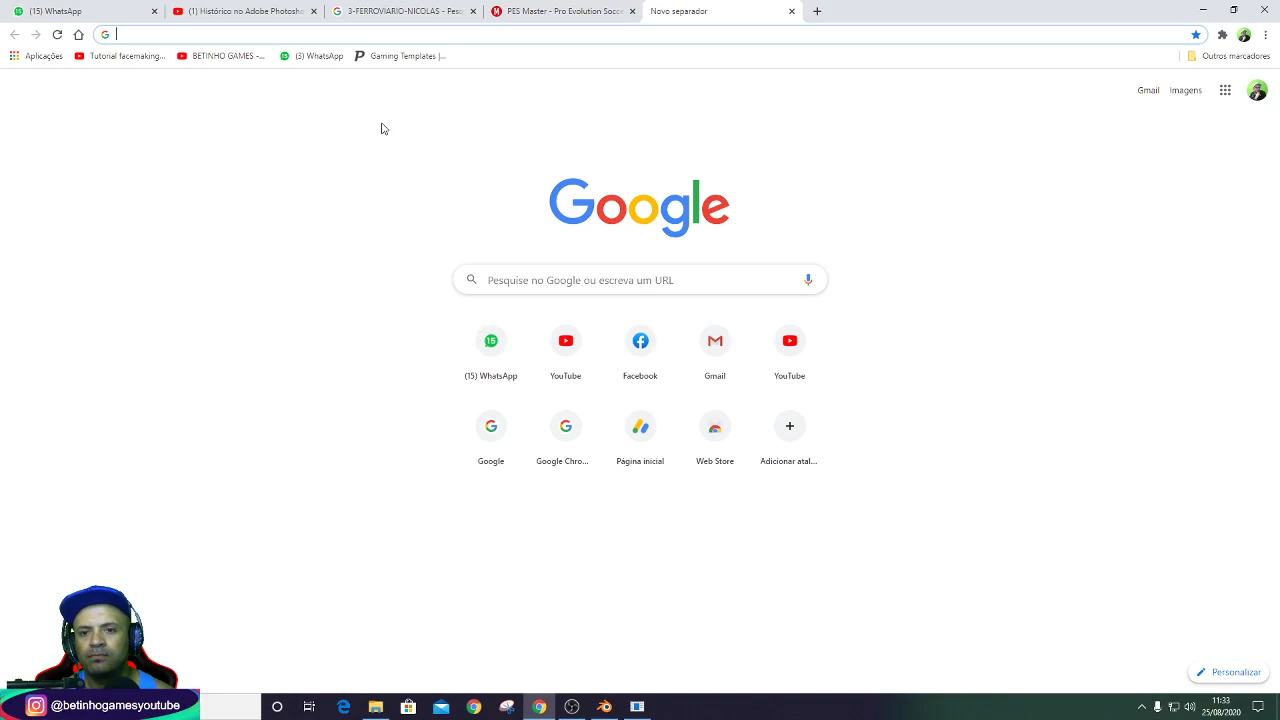 (15) WhatsApp
(1) Histórico no Adobe Photosho
3-FERROVIARIO-NICOLAS - Pesq
PES Master - Pro Evolution Socce
Novo separador
Aplicações
Tutorial facemaking...
BETINHO GAMES -...
(3) WhatsApp
Gaming Templates |...
Outros marcadores
Gmail
Imagens
Google
Pesquise no Google ou escreva um URL
15
(15) WhatsApp
YouTube
Facebook
Gmail
YouTube
Google
Google Chro...
Página inicial
Web Store
Adicionar atal...
Personalizar
@betinhogamesyoutube
11:33
25/08/2020